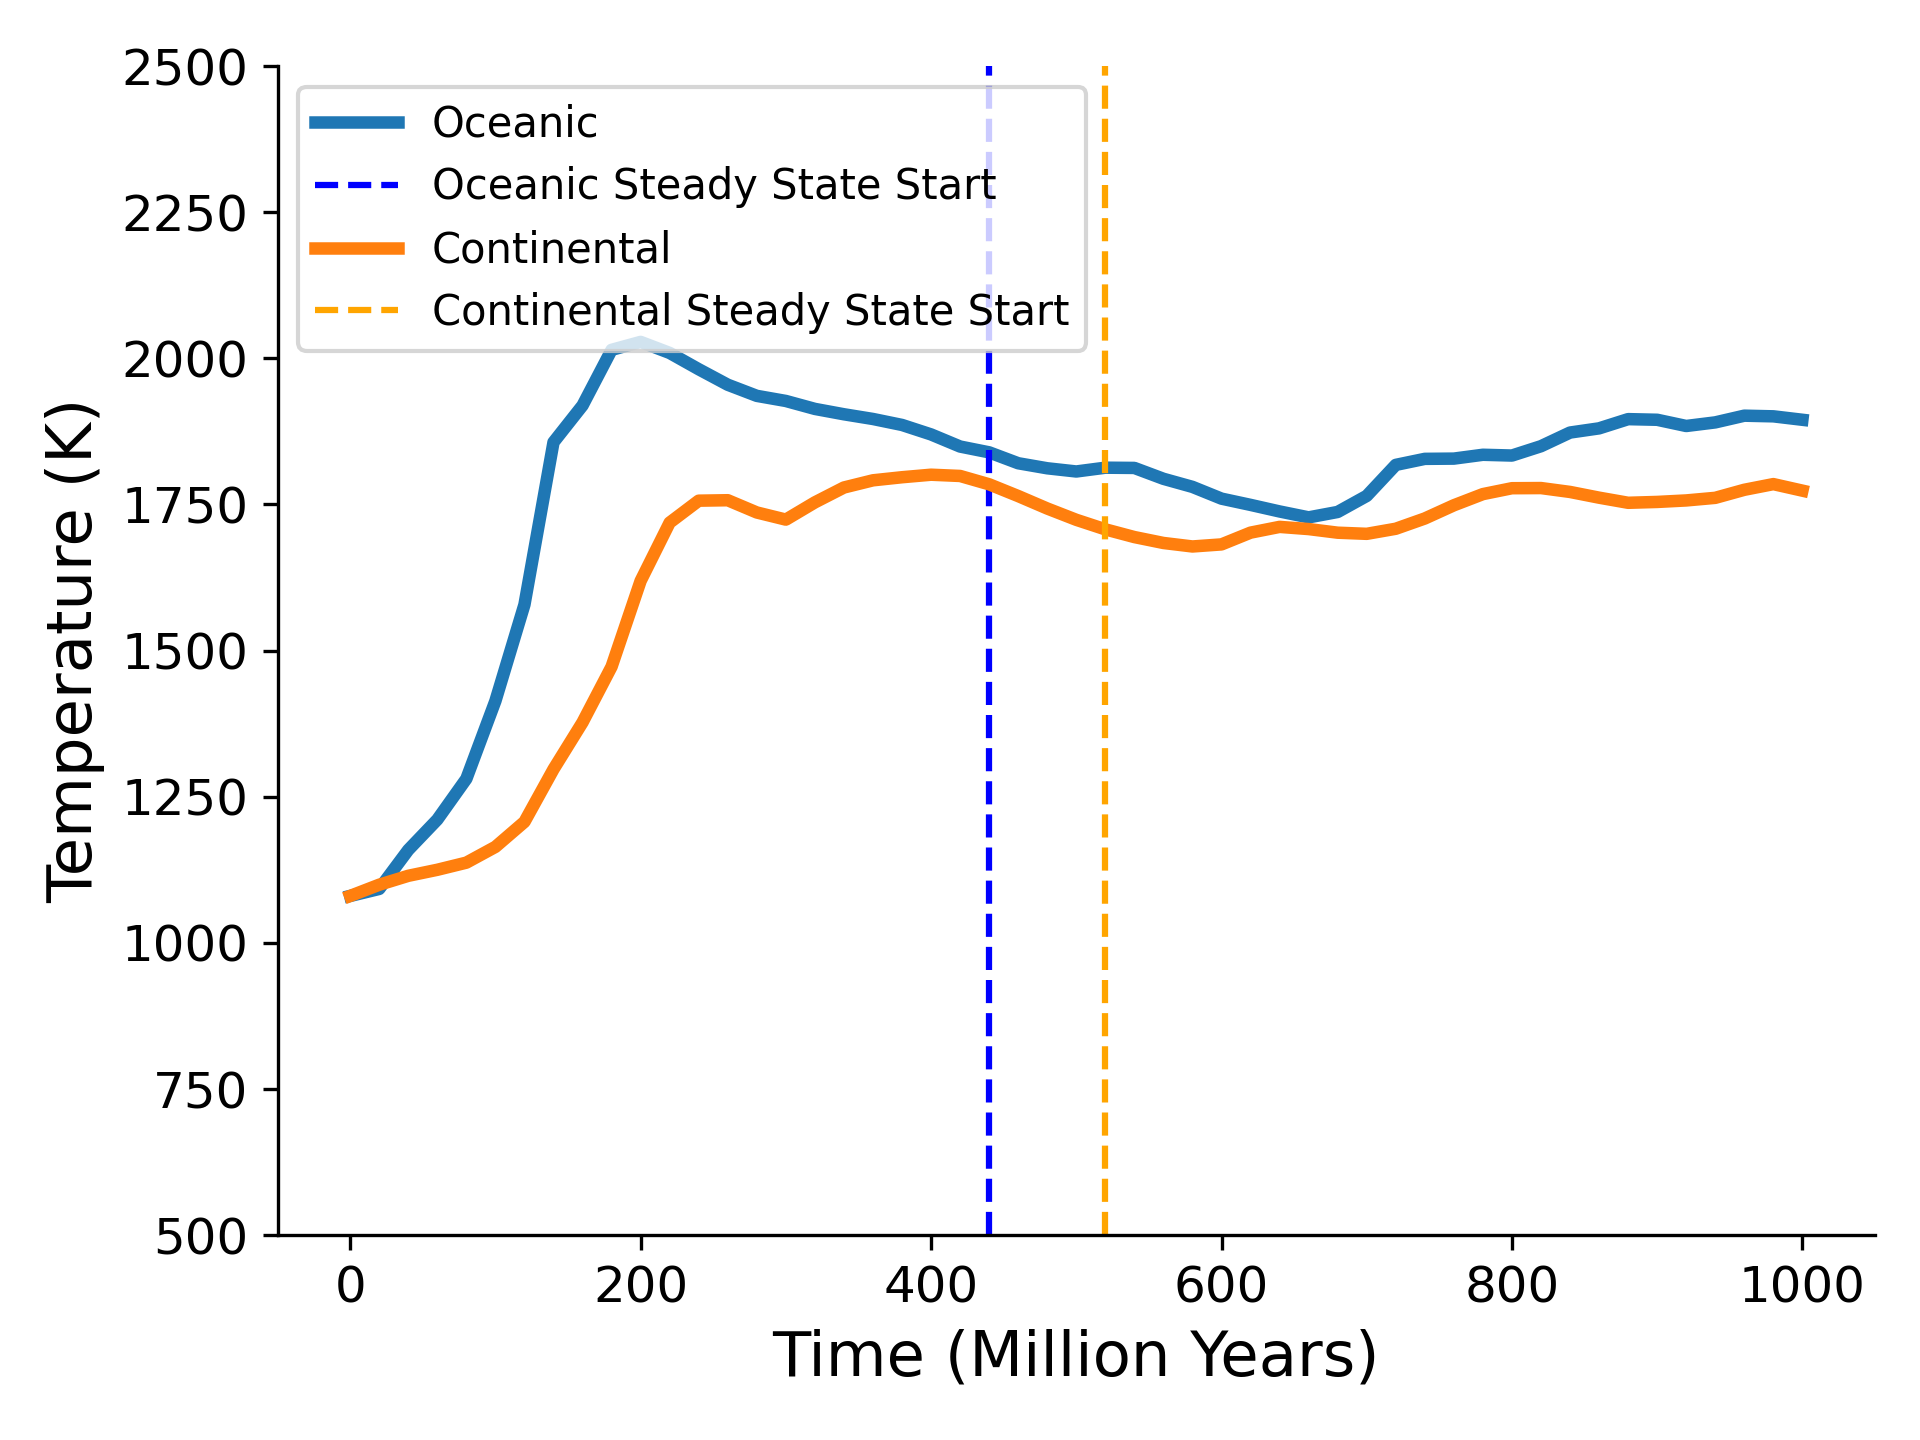 2500
2250
2000
1750
1500
1250
1000
750
500
Temperature (K)
Oceanic
Oceanic Steady State Start
Continental
Continental Steady State Start
0 200 400 600 800 1000
Time (Million Years)